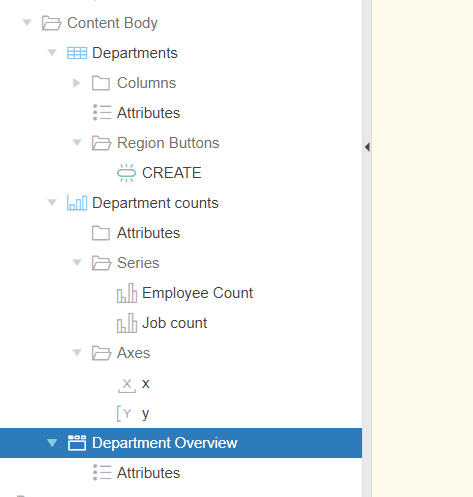 Content Body
Departments
Columns
Attributes
Region Buttons
CREATE
Department counts
Attributes
Series
Employee Count
Job count
Axes
X x
Y y
Department Overview
Attributes